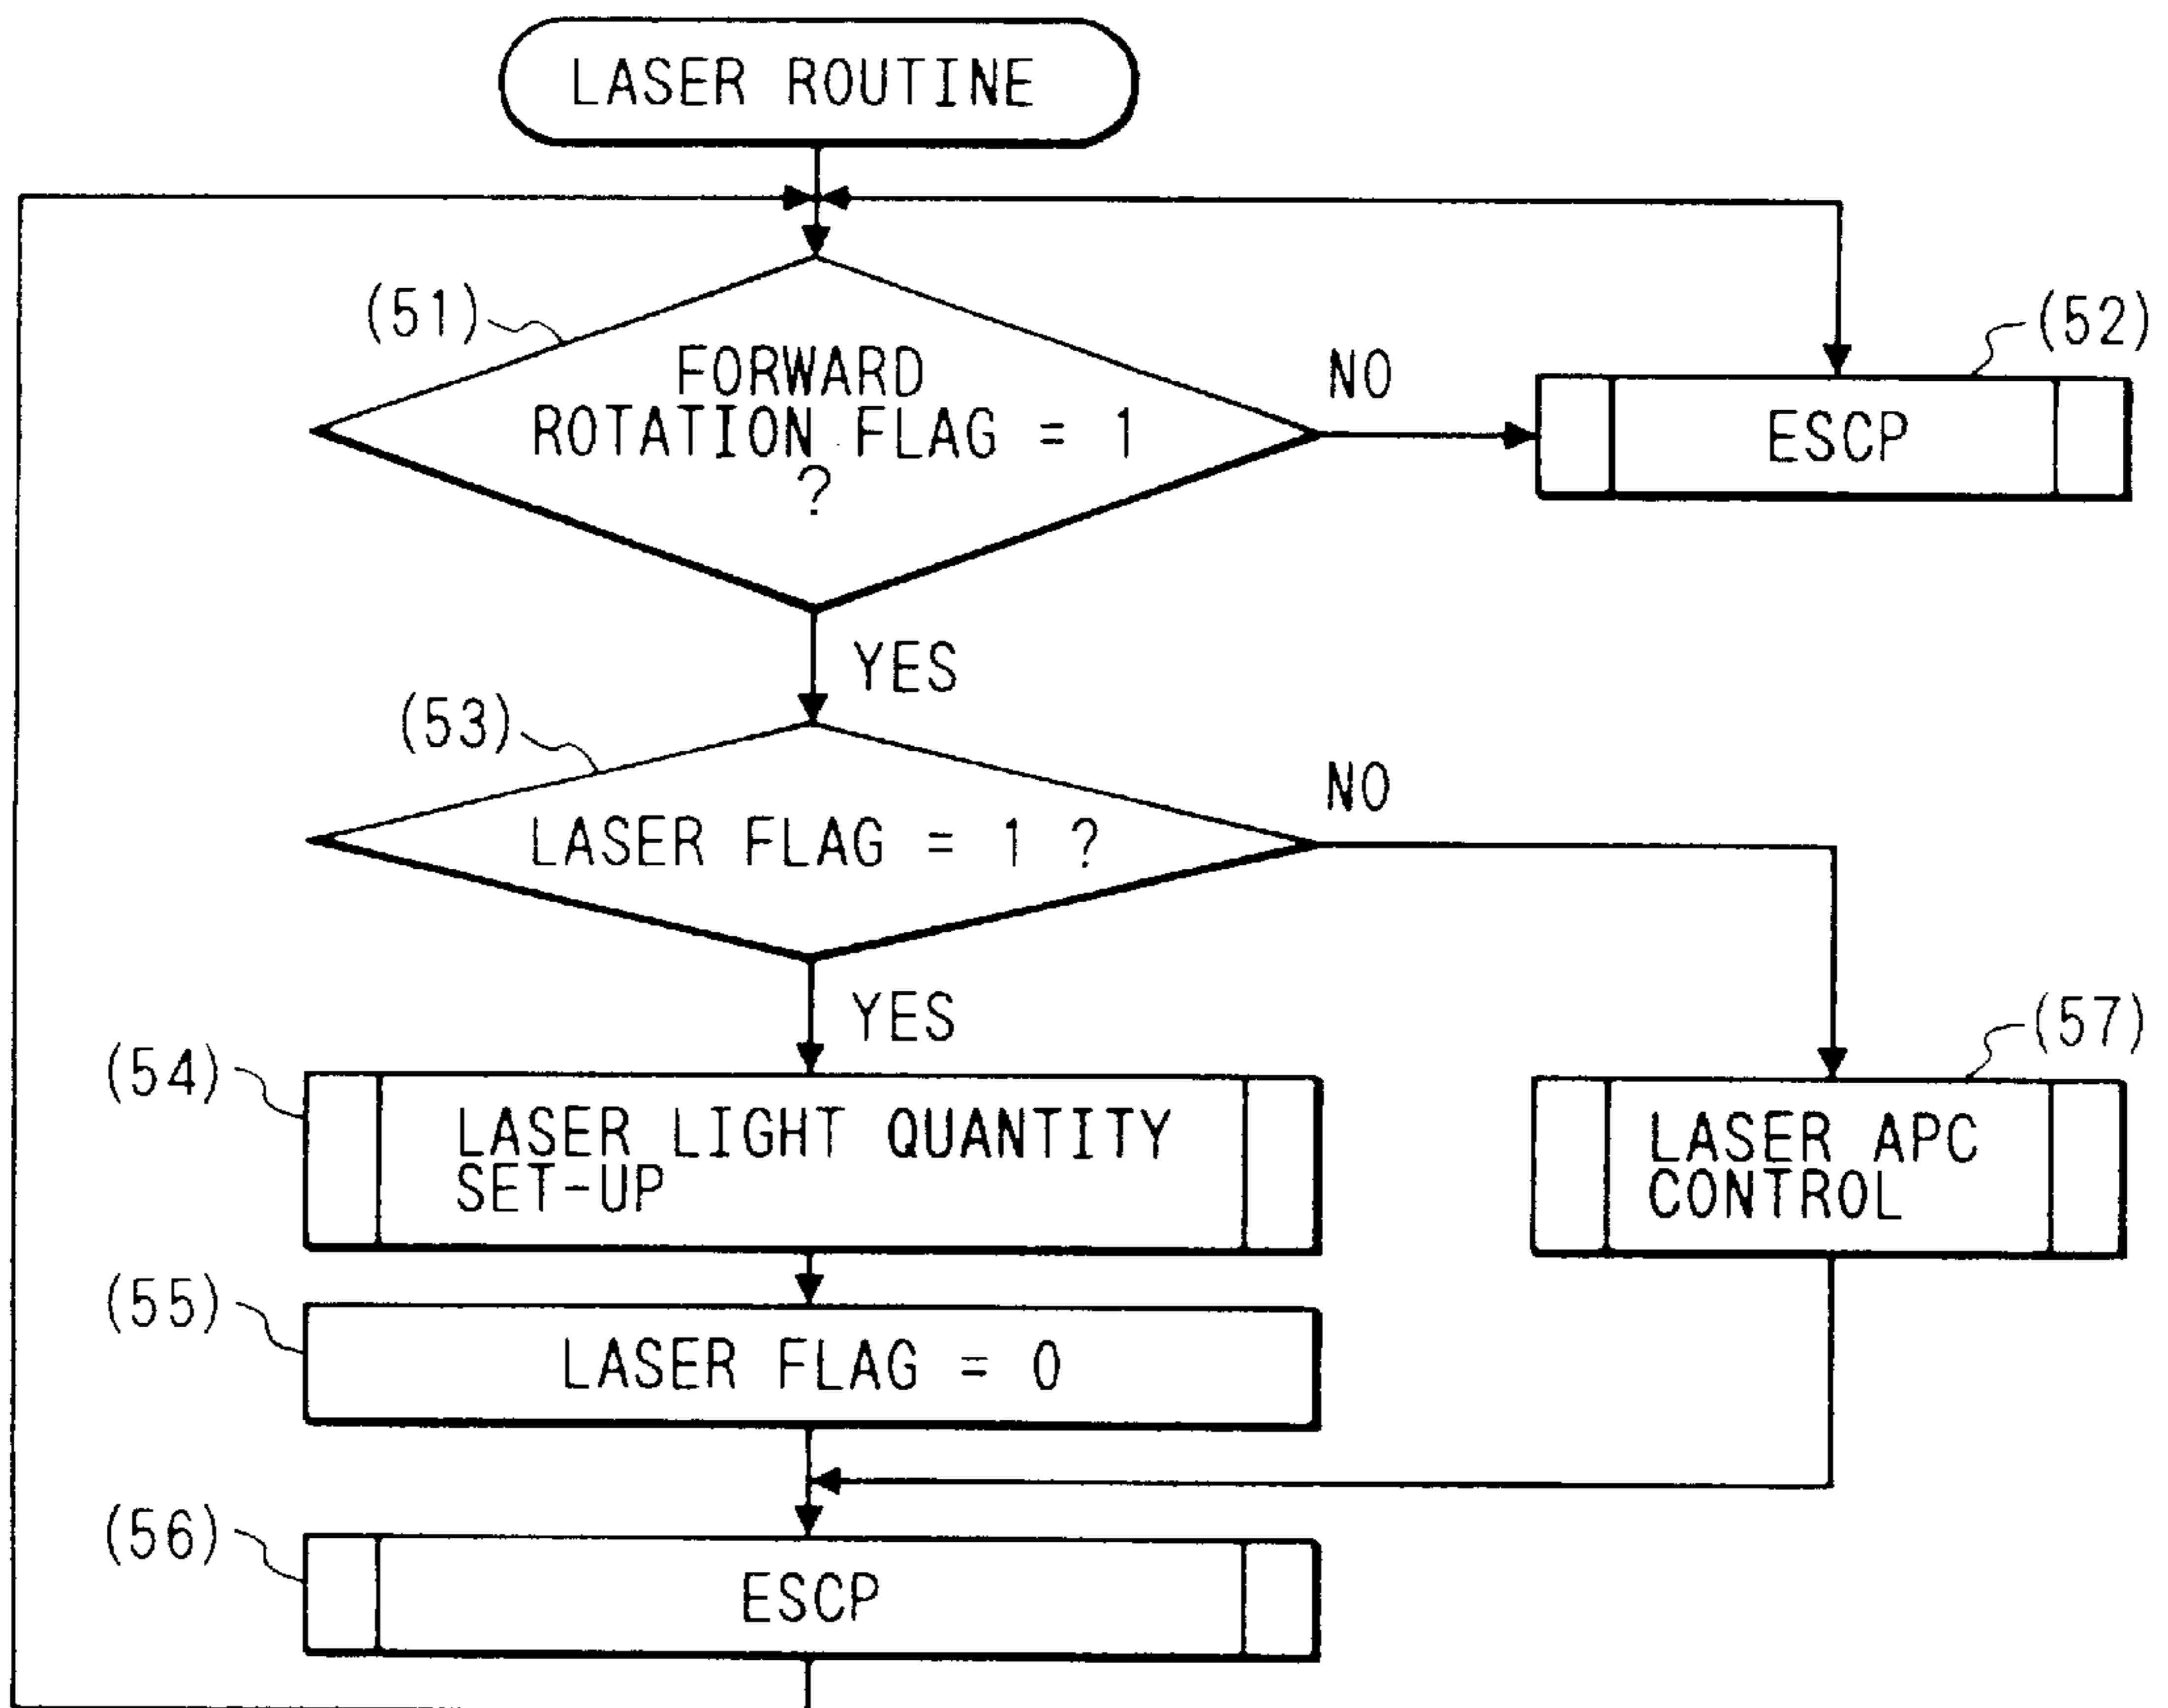 LASER ROUTINE
(51)
FORWARD
ROTATION FLAG = 1
?
NO
(52)
ESCP
YES
(53)
LASER FLAG = 1 ?
NO
YES
(54)
LASER LIGHT QUANTITY
SET-UP
(57)
LASER APC
CONTROL
(55)
LASER FLAG = 0
(56)
ESCP